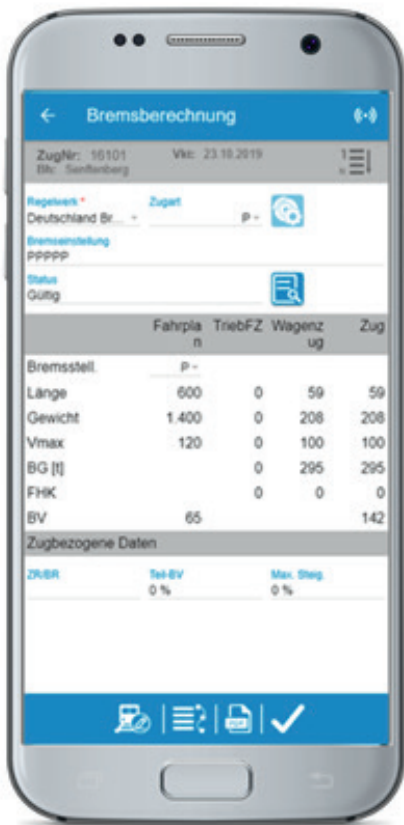 Bremsberechnung
ZugNr: 16101 Vkt: 23.10.2019
Bh: Senftenberg
Regelwerk * Zugart
Deutschland Br... P
Bremseinstellung
PPPPP
Status
Gültig
Fahrpla TriebFZ Wagenz Zug
n ug
Bremsstell. P
Länge 600 0 59 59
Gewicht 1.400 0 208 208
Vmax 120 0 100 100
BG [t] 0 295 295
FHK 0 0 0
BV 65 142
Zugbezogene Daten
ZR/BR Teil-BV Max. Steig.
0 % 0 %
PDF